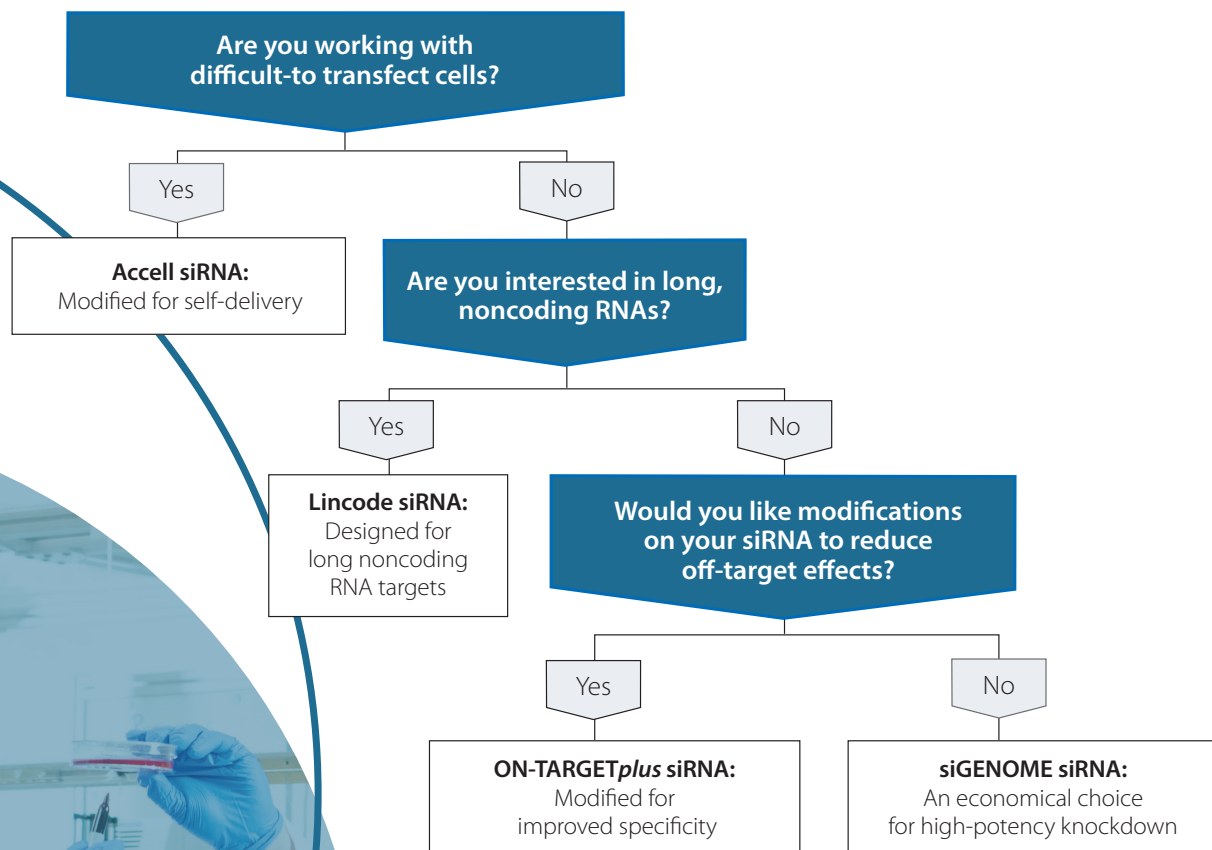 Are you working with
difficult-to transfect cells?
Yes
No
Accell siRNA:
Modified for self-delivery
Are you interested in long,
noncoding RNAs?
Yes
No
Lincode siRNA:
Designed for
long noncoding
RNA targets
Would you like modifications
on your siRNA to reduce
off-target effects?
Yes
No
ON-TARGETplus siRNA:
Modified for
improved specificity
siGENOME siRNA:
An economical choice
for high-potency knockdown